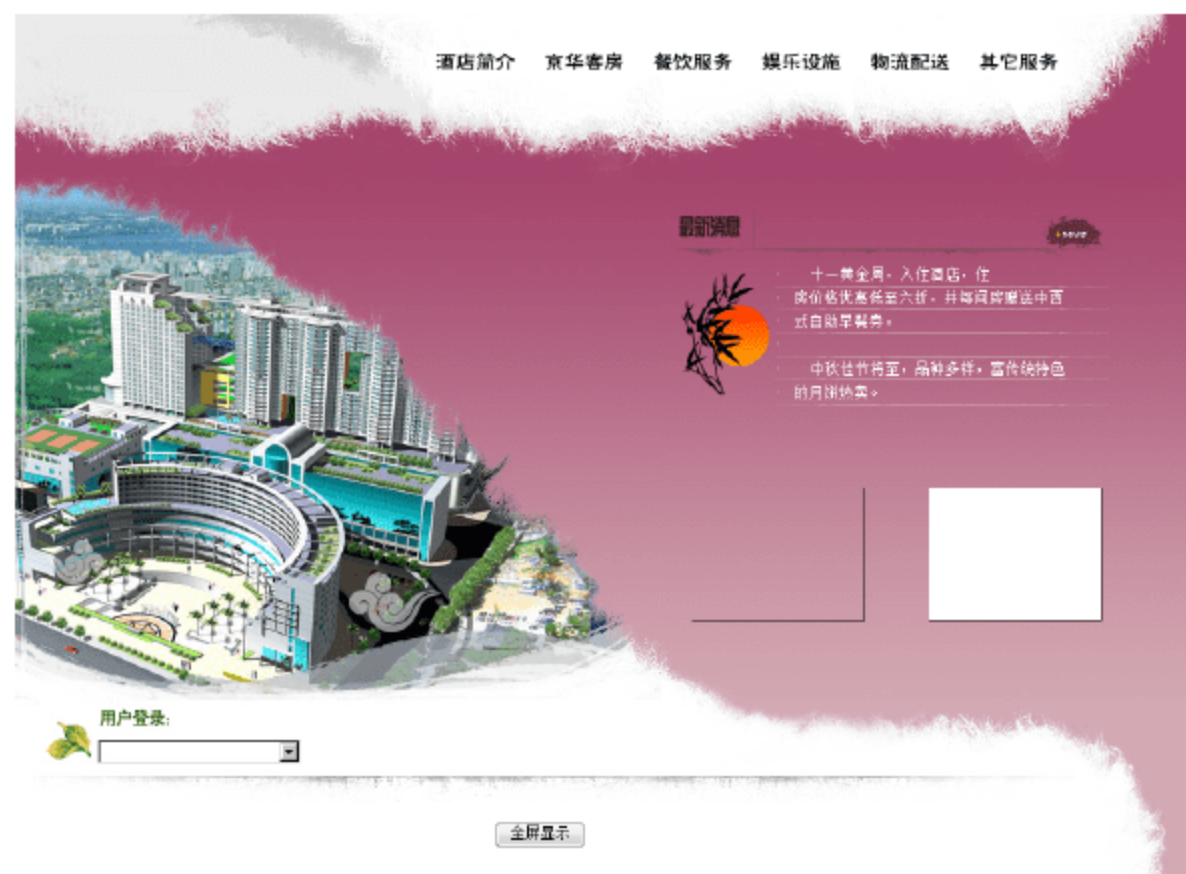 酒店简介 京华客房 餐饮服务 娱乐设施 物流配送 其它服务
最新消息
十一黄金周，入住酒店，住
房价格优惠低至六折，并每间房赠送中西
式自助早餐券。
中秋佳节将至，品种多样，富传统特色
的月饼热卖。
用户登录:
全屏显示